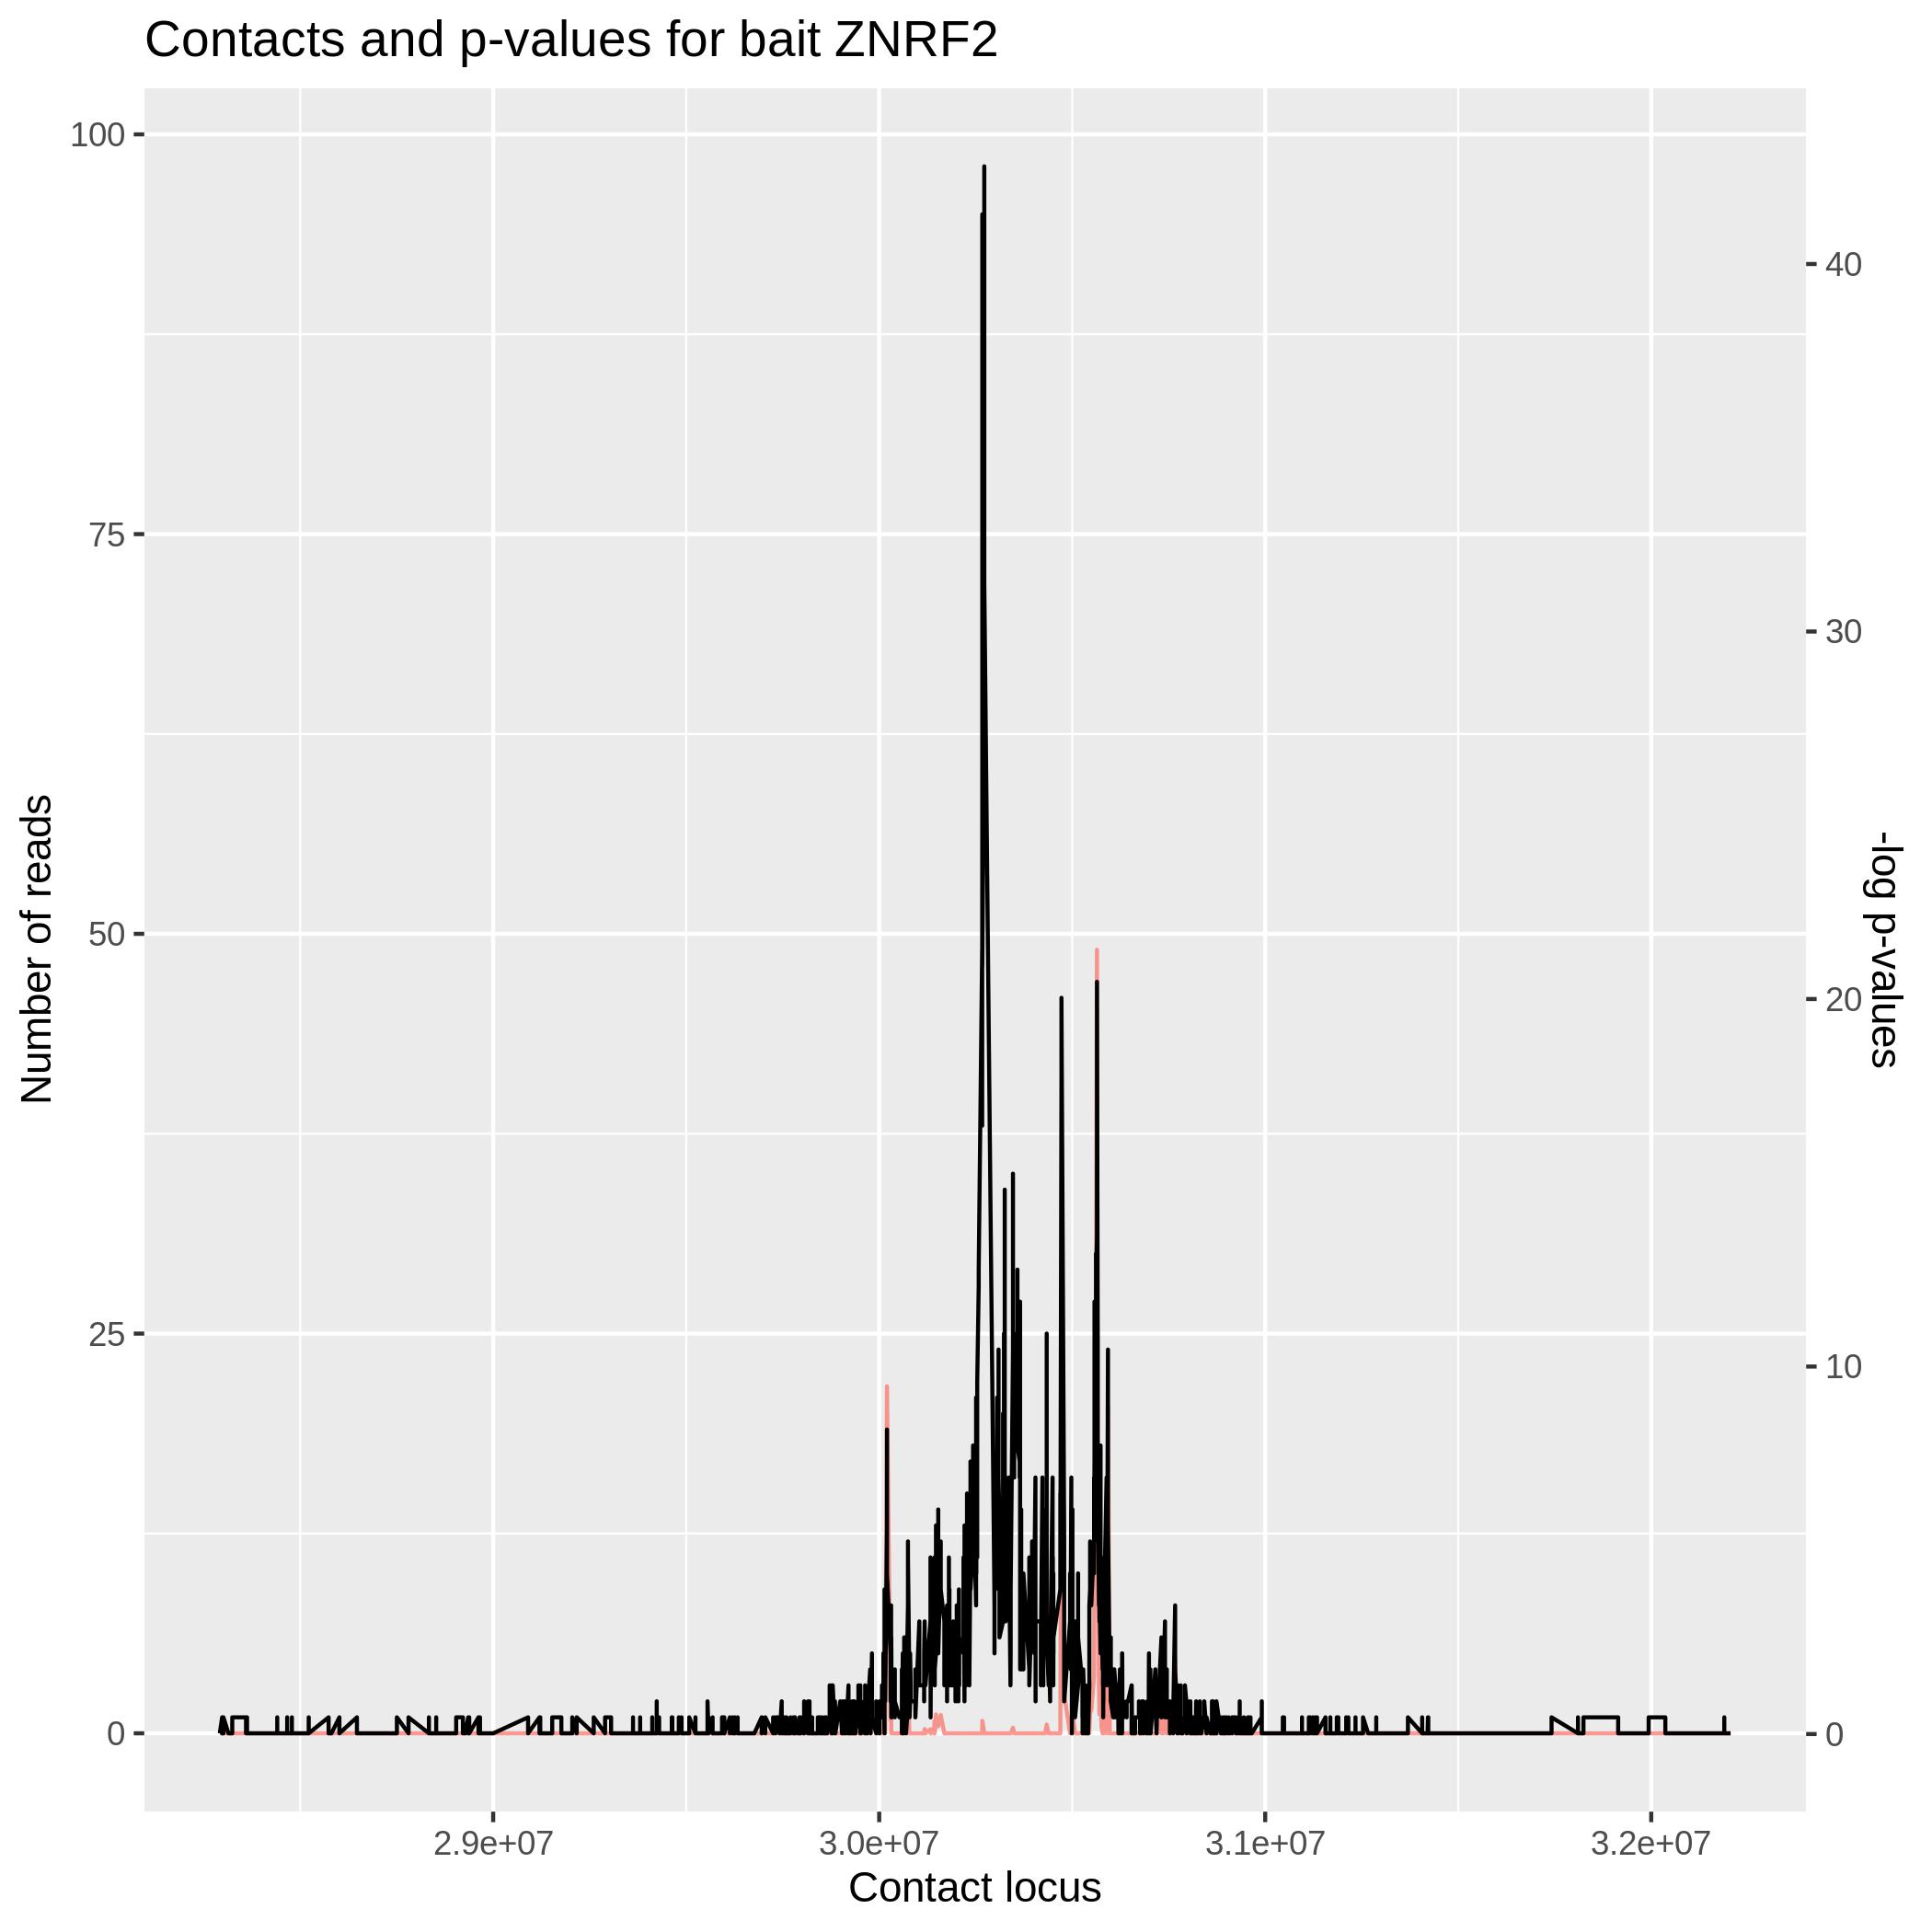 Contacts and p-values for bait ZNRF2
100
75
50
25
0
Number of reads
40
30
20
10
0
-log p-values
2.9e+07
3.0e+07
3.1e+07
3.2e+07
Contact locus